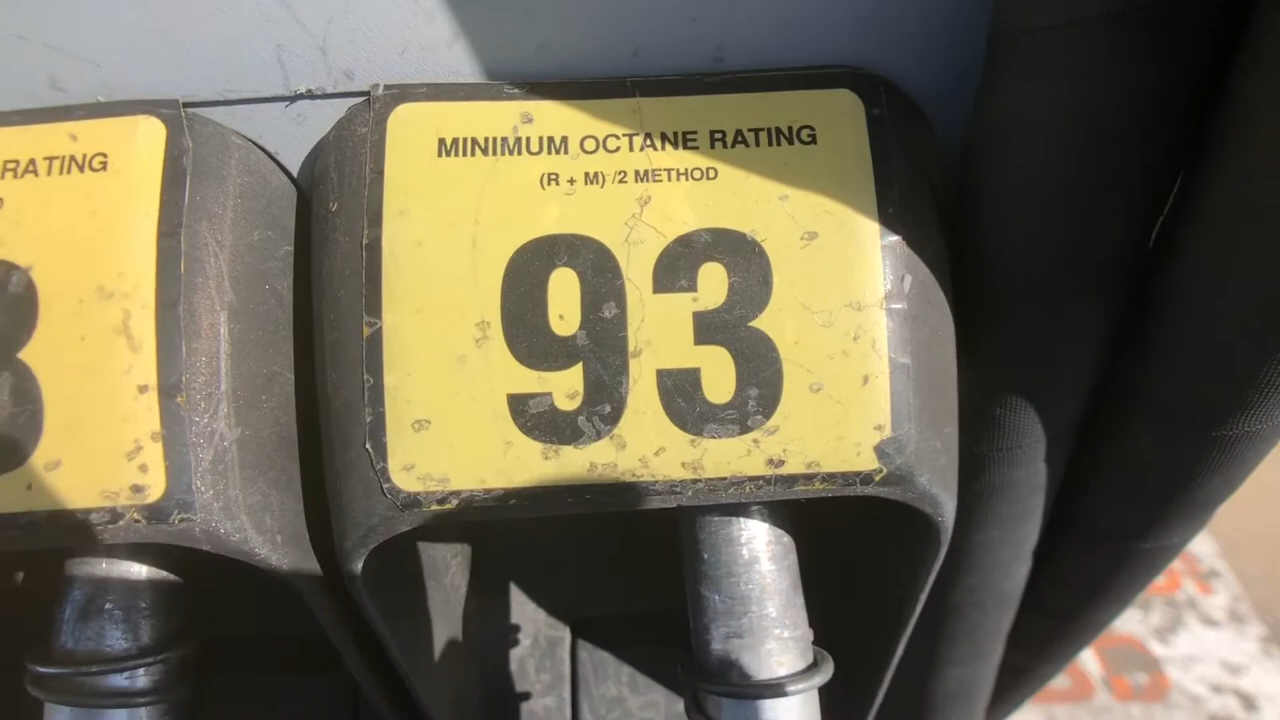 RATING
MINIMUM OCTANE RATING
(R + M) /2 METHOD
93